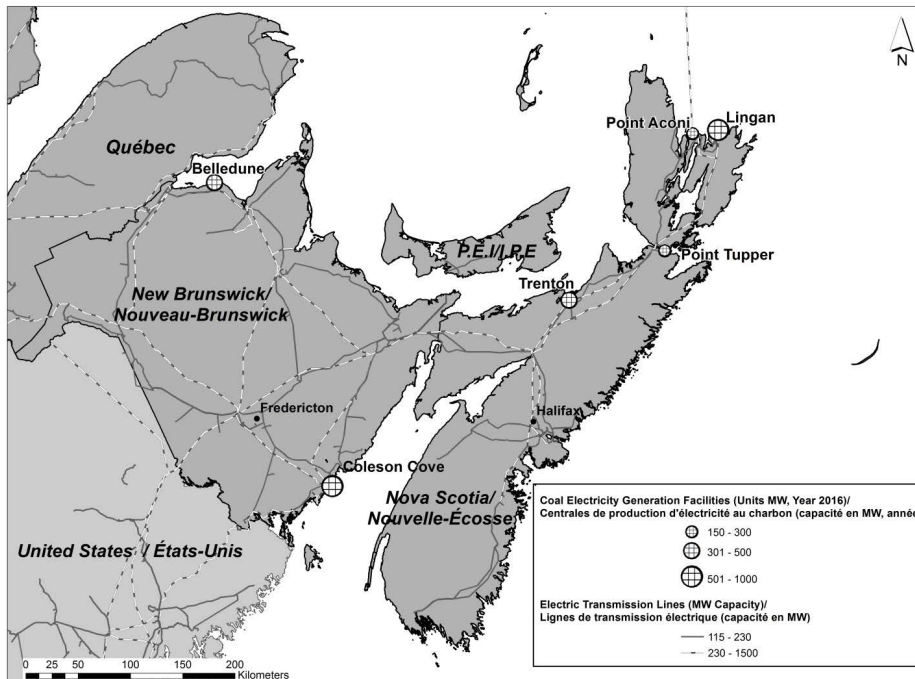 N
Lingan
Point Aconi
Québec
Belledune
P.E.I/I.P.E
Point Tupper
Trenton
New Brunswick/
Nouveau-Brunswick
Fredericton
Halifax
Coleson Cove
Nova Scotia/
Nouvelle-Écosse
United States / États-Unis
Coal Electricity Generation Facilities (Units MW, Year 2016)/
Centrales de production d'électricité au charbon (capacité en MW, année
150 - 300
301 - 500
501 - 1000
Electric Transmission Lines (MW Capacity)/
Lignes de transmission électrique (capacité en MW)
115 - 230
230 - 1500
0 25 50 100 150 200
Kilometers